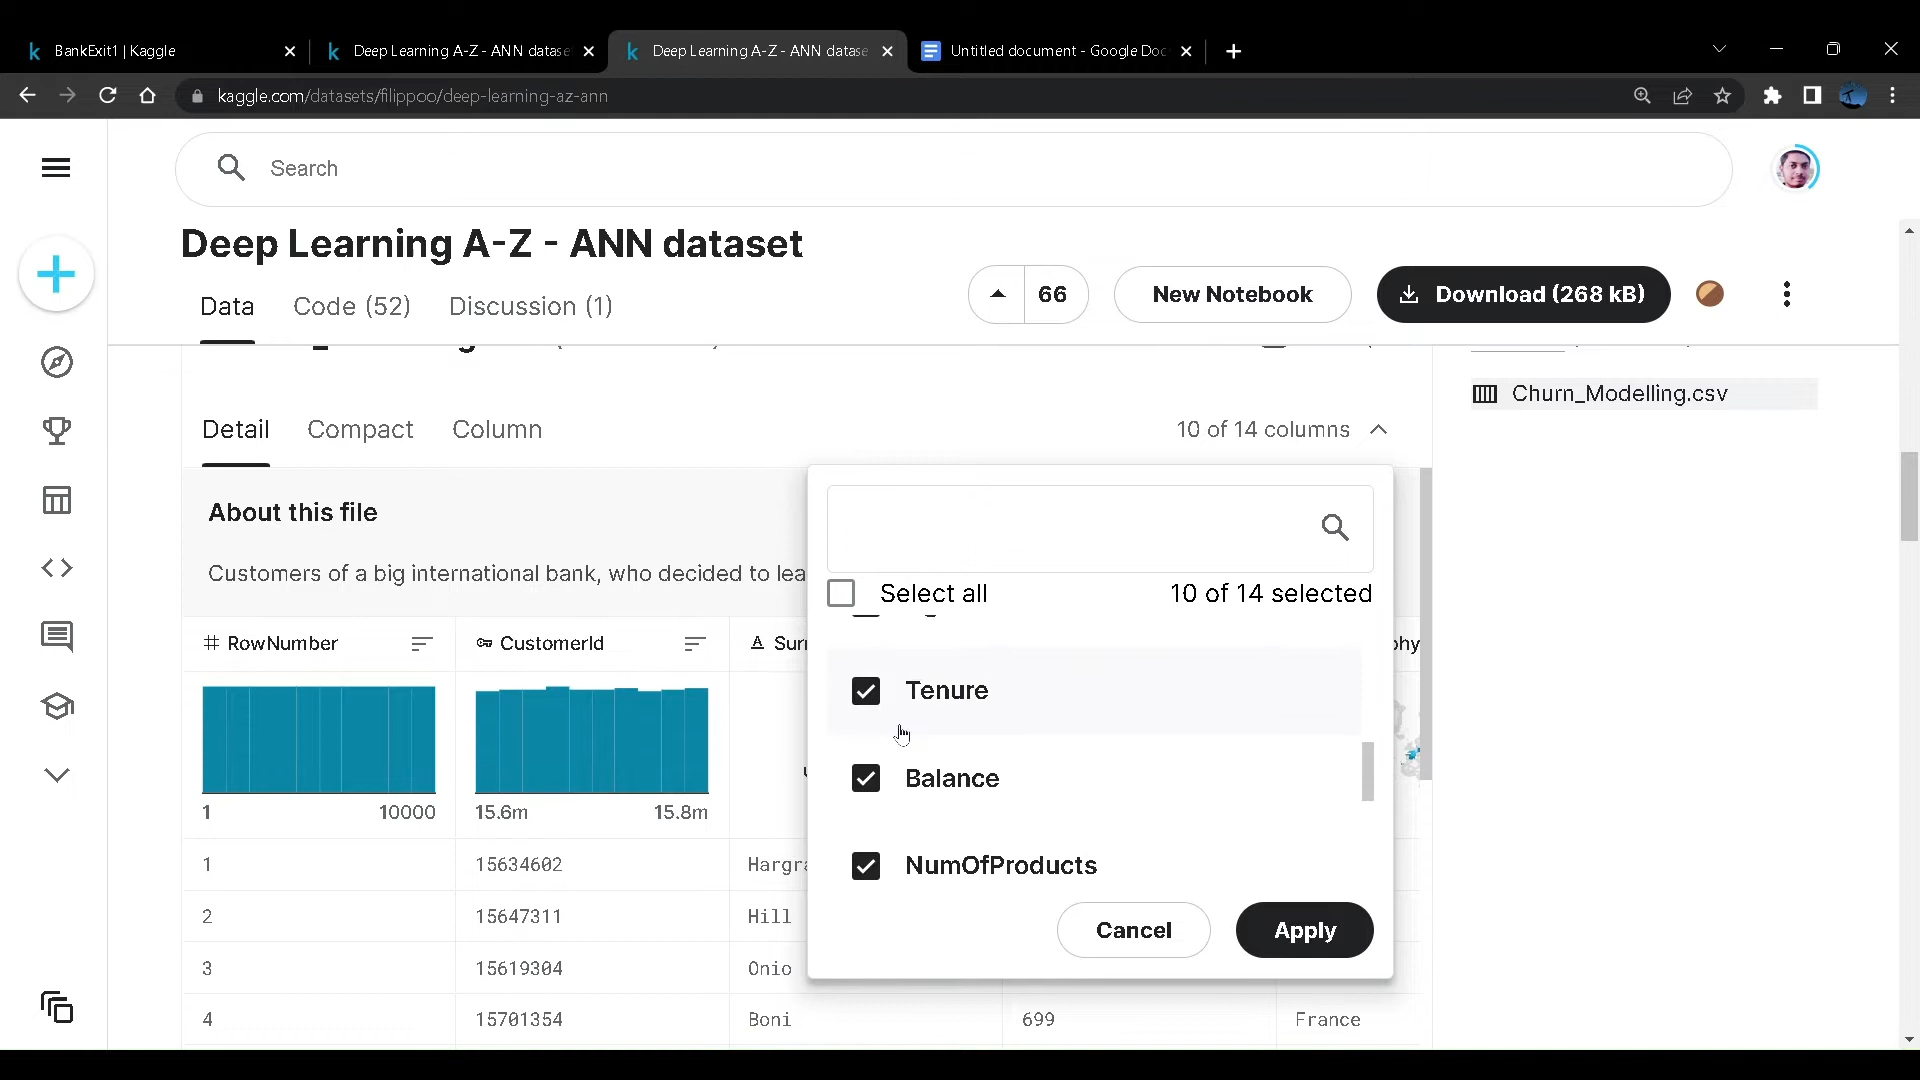 BankExit1 | Kaggle
Deep Learning A-Z - ANN datase
Deep Learning A-Z - ANN datase
Untitled document - Google Doc
kaggle.com/datasets/filippoo/deep-learning-az-ann
Search
Deep Learning A-Z - ANN dataset
Data
Code (52)
Discussion (1)
66
New Notebook
Download (268 kB)
Churn_Modelling.csv
Detail
Compact
Column
10 of 14 columns
About this file
Customers of a big international bank, who decided to lea
Select all
10 of 14 selected
Tenure
Balance
NumOfProducts
Cancel
Apply
# RowNumber
CustomerId
A Surn
phy
1
10000
15.6m
15.8m
1
15634602
Hargra
2
15647311
Hill
3
15619304
Onio
4
15701354
Boni
699
France